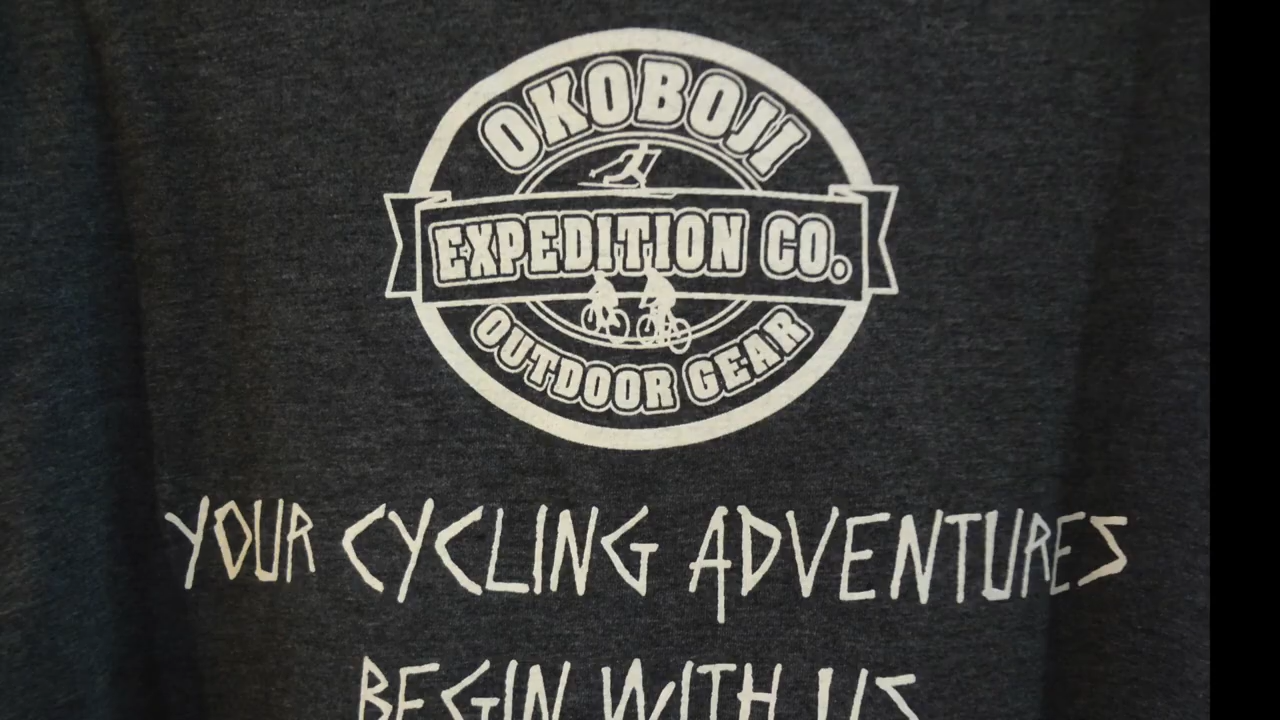 OKOBOJI
EXPEDITION CO.
OUTDOOR GEAR
YOUR CYCLING ADVENTURES
BEGIN WITH US